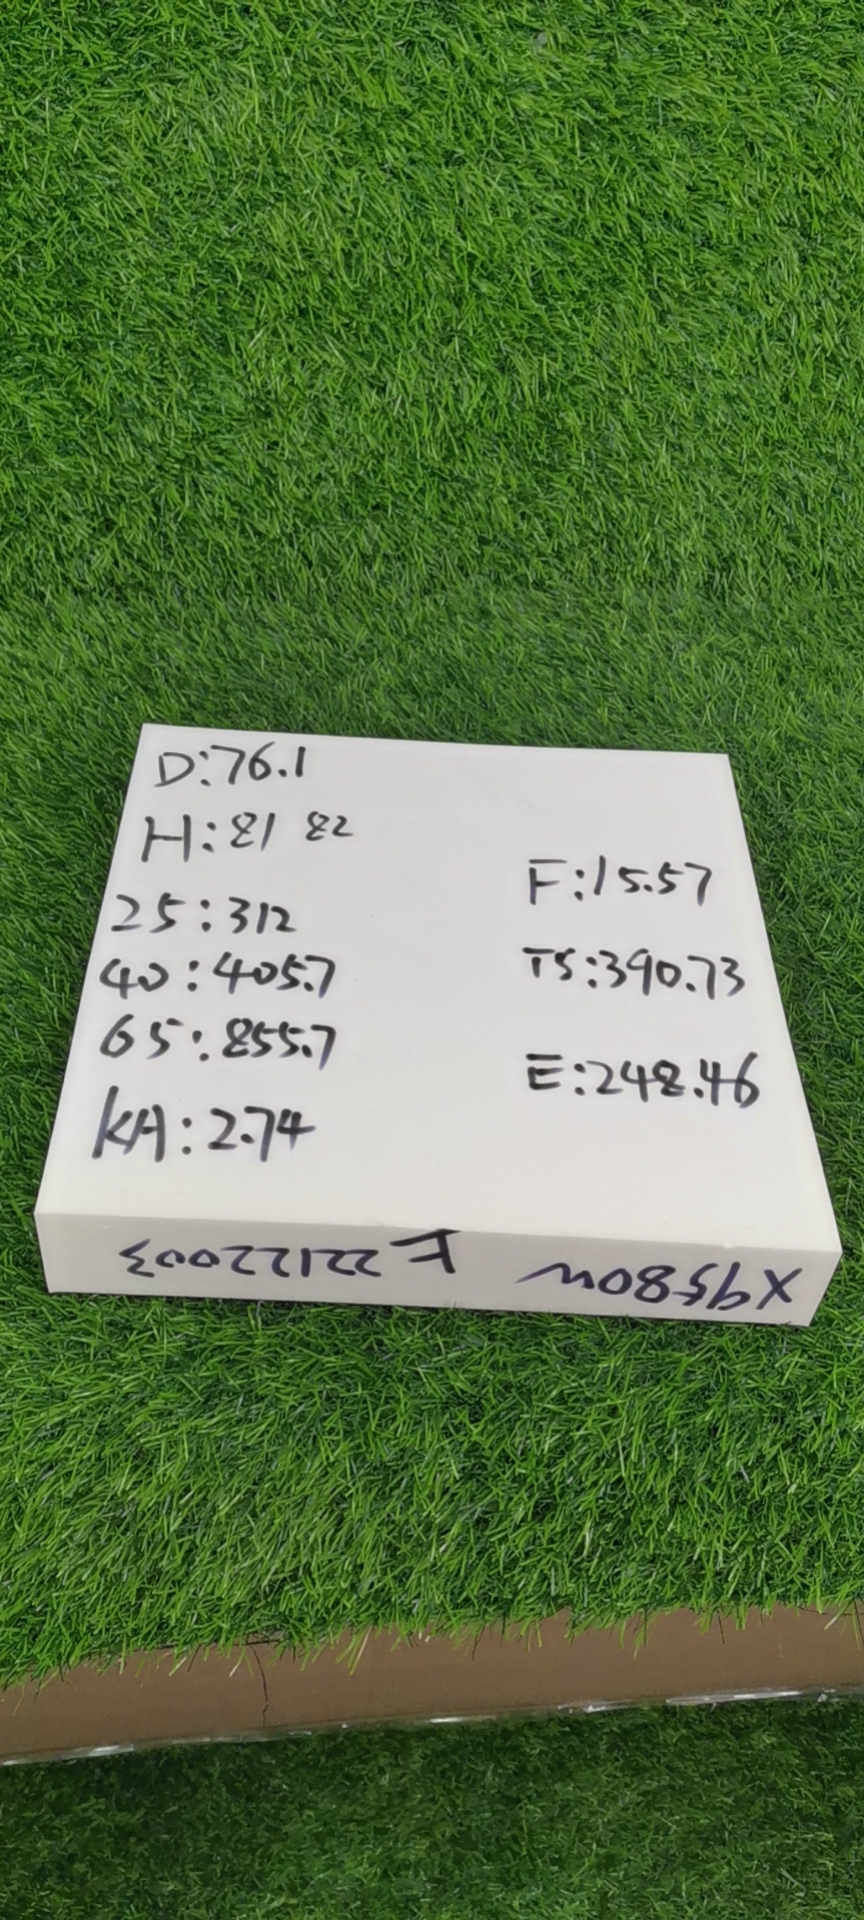 D:76.1
H:81 82
25:312
40:405.7
65:855.7
KA:2.74
F:15.57
TS:390.73
E:248.46
X9580W F22122003